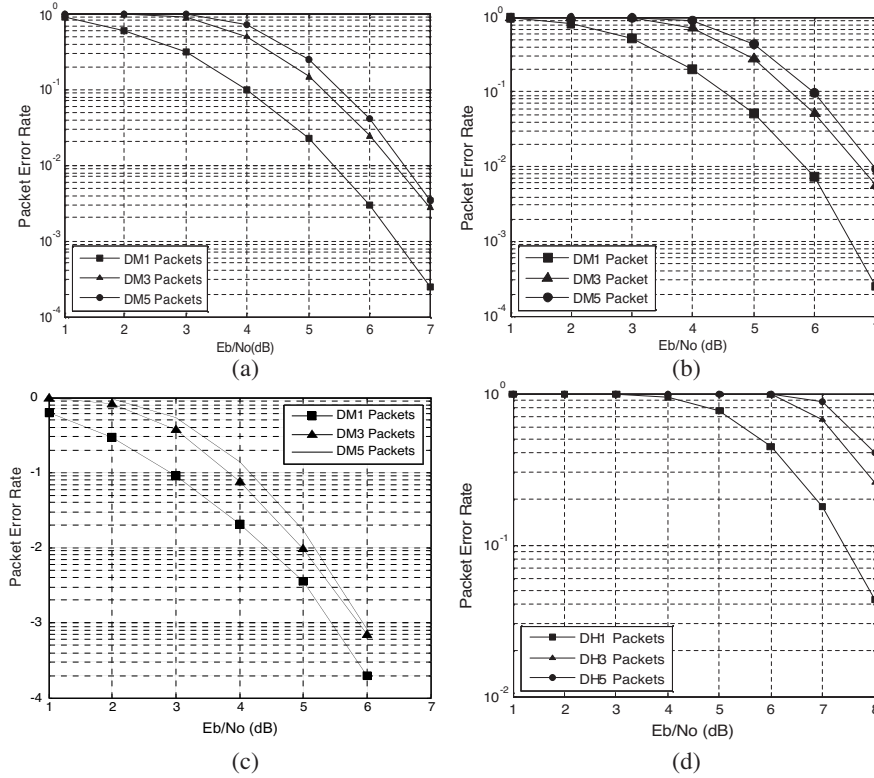 10^0
10^-1
10^-2
10^-3
10^-4
Packet Error Rate
DM1 Packets
DM3 Packets
DM5 Packets
1 2 3 4 5 6 7
Eb/No(dB)
(a)
10^0
10^-1
10^-2
10^-3
10^-4
Packet Error Rate
DM1 Packet
DM3 Packet
DM5 Packet
1 2 3 4 5 6 7
Eb/No (dB)
(b)
0
-1
-2
-3
-4
Packet Error Rate
DM1 Packets
DM3 Packets
DM5 Packets
1 2 3 4 5 6 7
Eb/No (dB)
(c)
10^0
10^-1
10^-2
Packet Error Rate
DH1 Packets
DH3 Packets
DH5 Packets
1 2 3 4 5 6 7 8
Eb/No (dB)
(d)